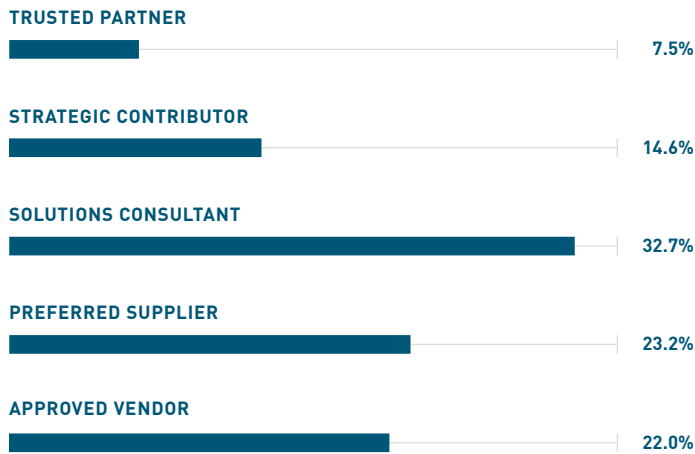 TRUSTED PARTNER
7.5%
STRATEGIC CONTRIBUTOR
14.6%
SOLUTIONS CONSULTANT
32.7%
PREFERRED SUPPLIER
23.2%
APPROVED VENDOR
22.0%